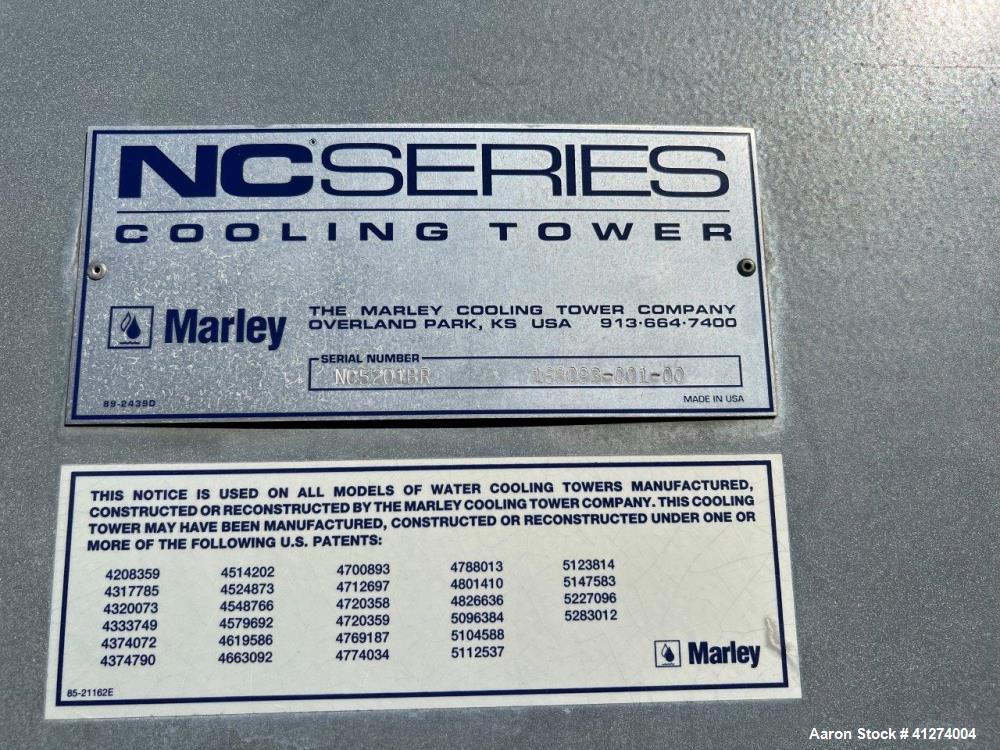 NC®SERIES
COOLING TOWER
Marley
THE MARLEY COOLING TOWER COMPANY
OVERLAND PARK, KS USA 913·664·7400
SERIAL NUMBER
NC5201BR
89-2439D
MADE IN USA
THIS NOTICE IS USED ON ALL MODELS OF WATER COOLING TOWERS MANUFACTURED,
CONSTRUCTED OR RECONSTRUCTED BY THE MARLEY COOLING TOWER COMPANY. THIS COOLING
TOWER MAY HAVE BEEN MANUFACTURED, CONSTRUCTED OR RECONSTRUCTED UNDER ONE OR
MORE OF THE FOLLOWING U.S. PATENTS:
4208359 4514202 4700893 4788013 5123814
4317785 4524873 4712697 4801410 5147583
4320073 4548766 4720358 4826636 5227096
4333749 4579692 4720359 5096384 5283012
4374072 4619586 4769187 5104588
4374790 4663092 4774034 5112537
Marley
85-21162E
Aaron Stock # 41274004